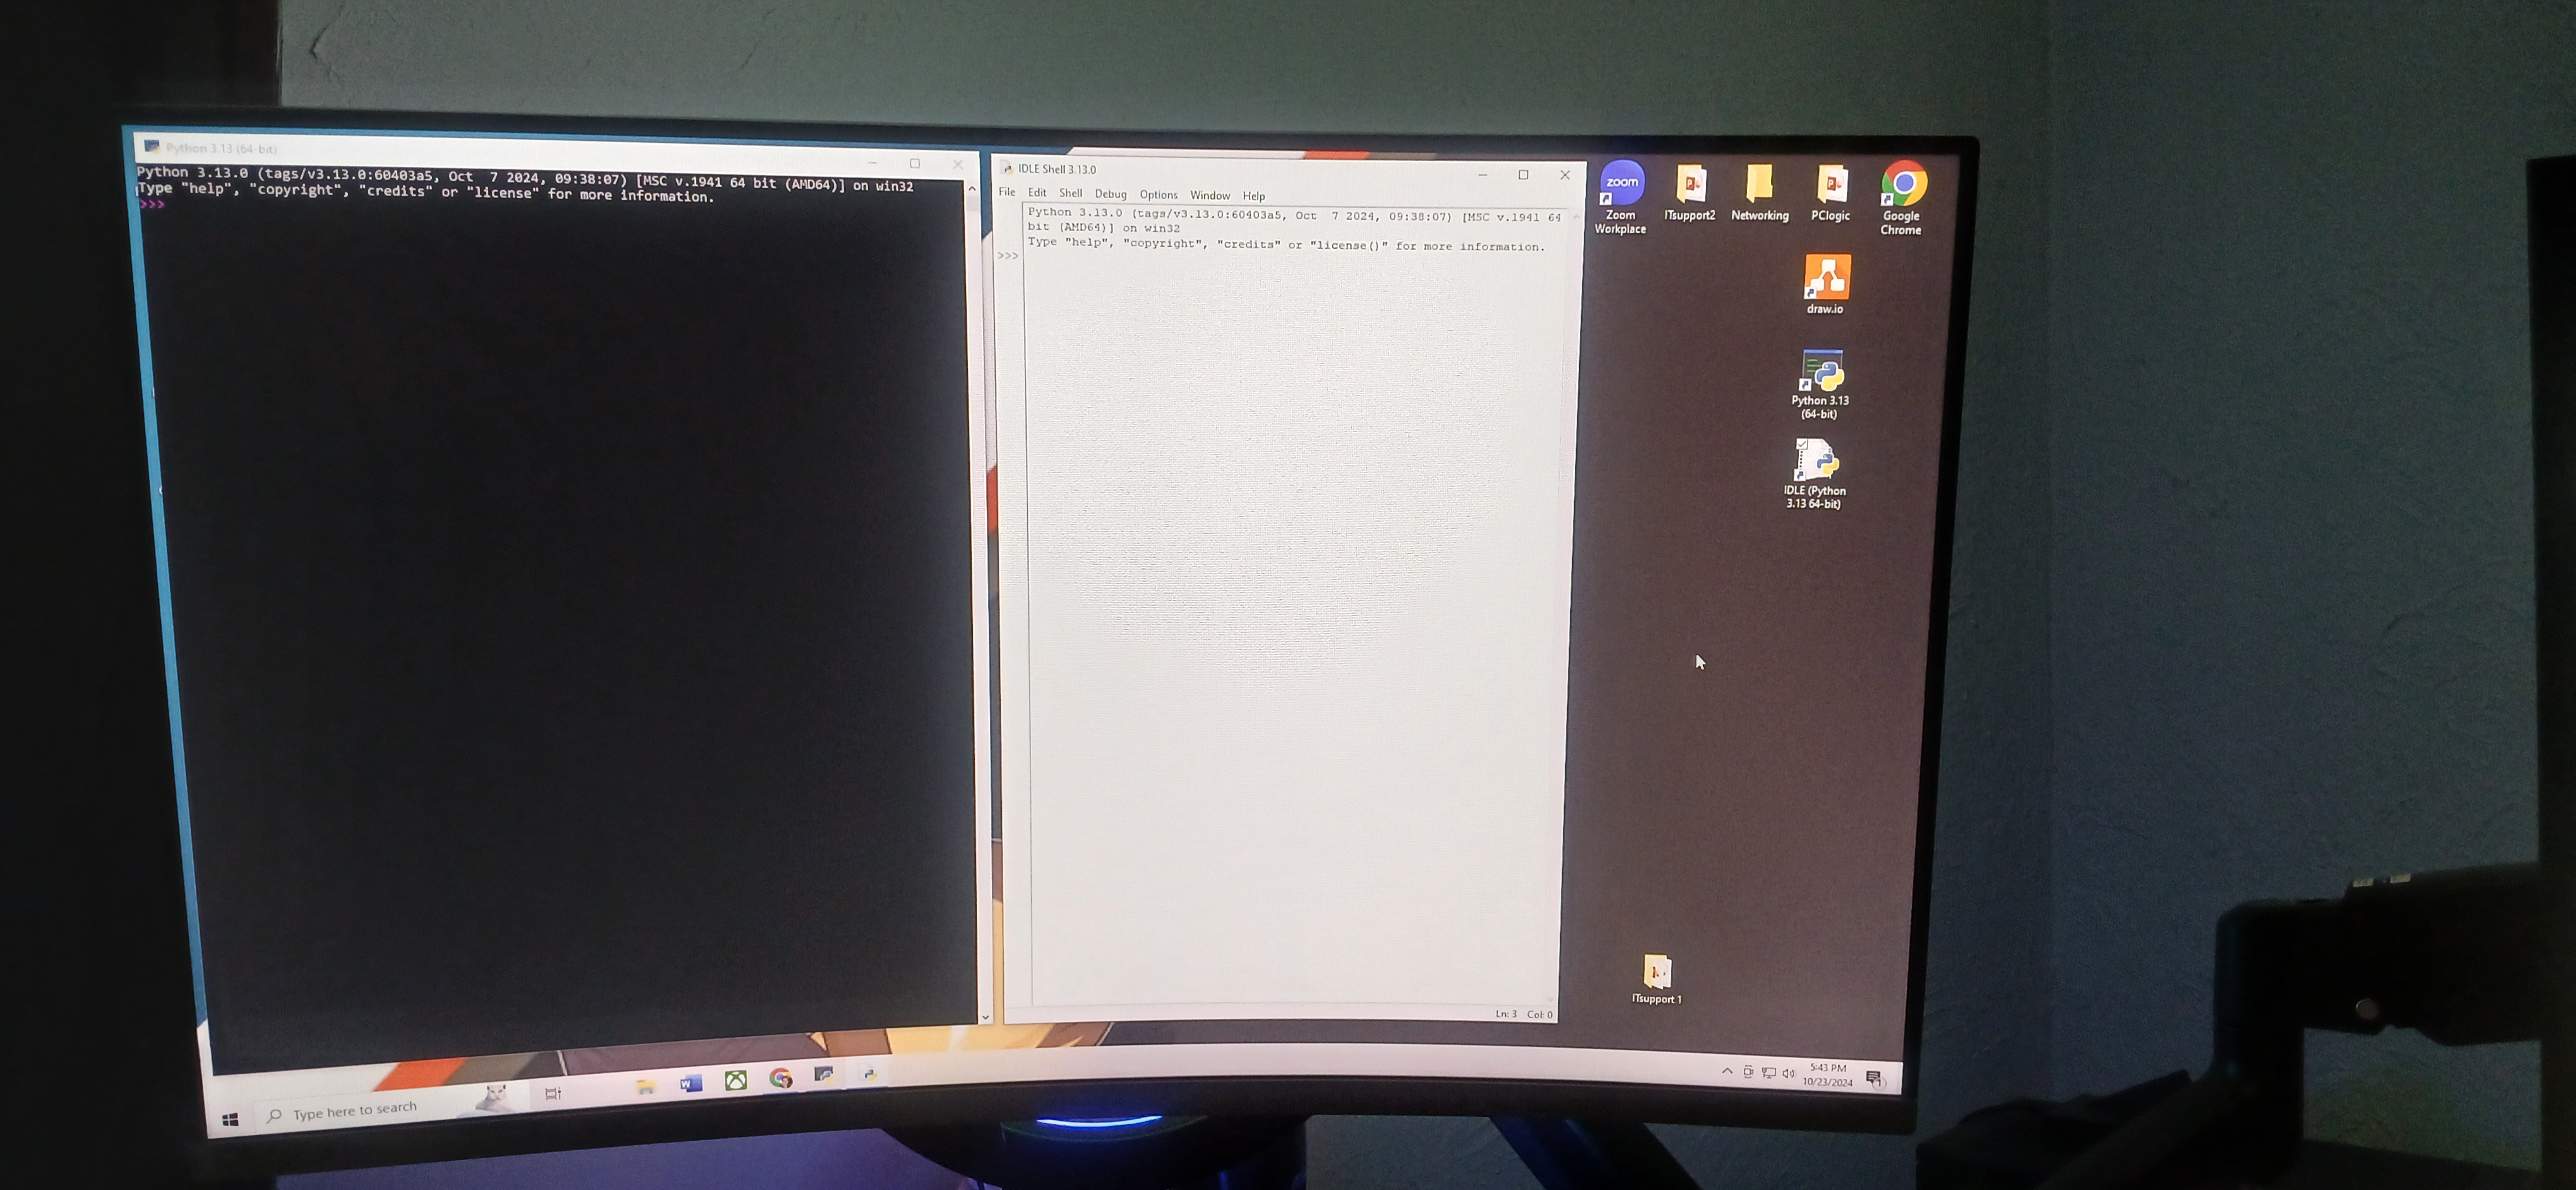 Python 3.13 (64-bit)
Python 3.13.0 (tags/v3.13.0:60403a5, Oct  7 2024, 09:38:07) [MSC v.1941 64 bit (AMD64)] on win32
Type "help", "copyright", "credits" or "license" for more information.
>>>
IDLE Shell 3.13.0
File Edit Shell Debug Options Window Help
Python 3.13.0 (tags/v3.13.0:60403a5, Oct  7 2024, 09:38:07) [MSC v.1941 64
bit (AMD64)] on win32
Type "help", "copyright", "credits" or "license()" for more information.
>>>
Ln: 3 Col: 0
zoom
Zoom
Workplace
ITsupport2
Networking
PClogic
Google
Chrome
draw.io
Python 3.13
(64-bit)
IDLE (Python
3.13 64-bit)
ITsupport 1
Type here to search
5:43 PM
10/23/2024